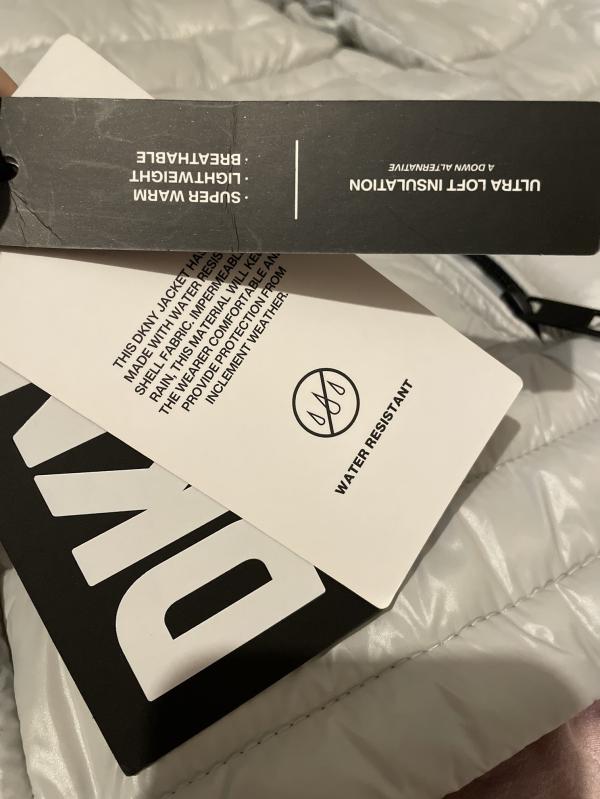 ULTRA LOFT INSULATION
A DOWN ALTERNATIVE
· SUPER WARM
· LIGHTWEIGHT
· BREATHABLE
THIS DKNY JACKET HAS
MADE WITH WATER RESIS
SHELL FABRIC. IMPERMEABL
RAIN, THIS MATERIAL WILL KEE
THE WEARER COMFORTABLE AN
PROVIDE PROTECTION FROM
INCLEMENT WEATHER.
WATER RESISTANT
DKN